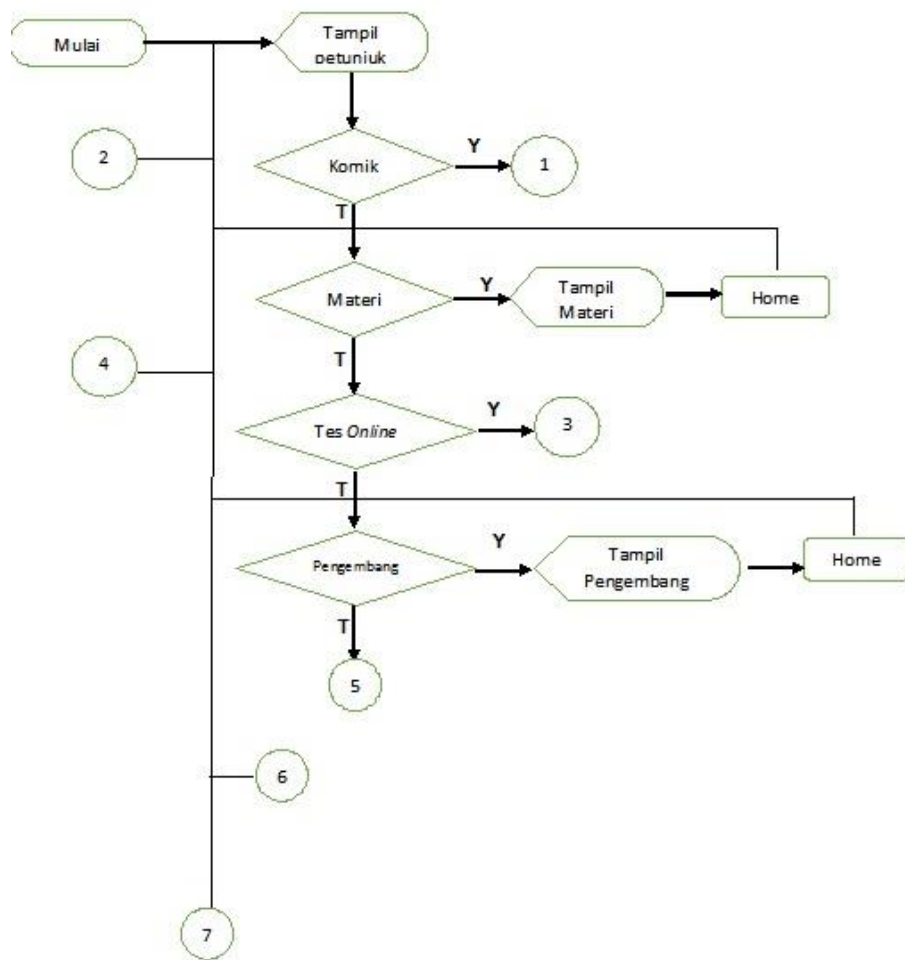 Mulai
Tampil
petunjuk
2
Komik
Y
1
T
Materi
Y
Tampil
Materi
Home
4
T
Tes Online
Y
3
T
Pengembang
Y
Tampil
Pengembang
Home
T
5
6
7